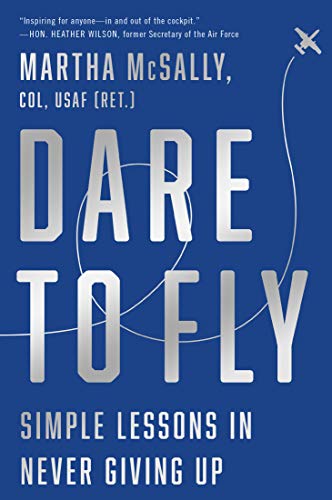 "Inspiring for anyone—in and out of the cockpit."
—HON. HEATHER WILSON, former Secretary of the Air Force
MARTHA McSALLY,
COL, USAF (RET.)
DARE
TO FLY
SIMPLE LESSONS IN
NEVER GIVING UP